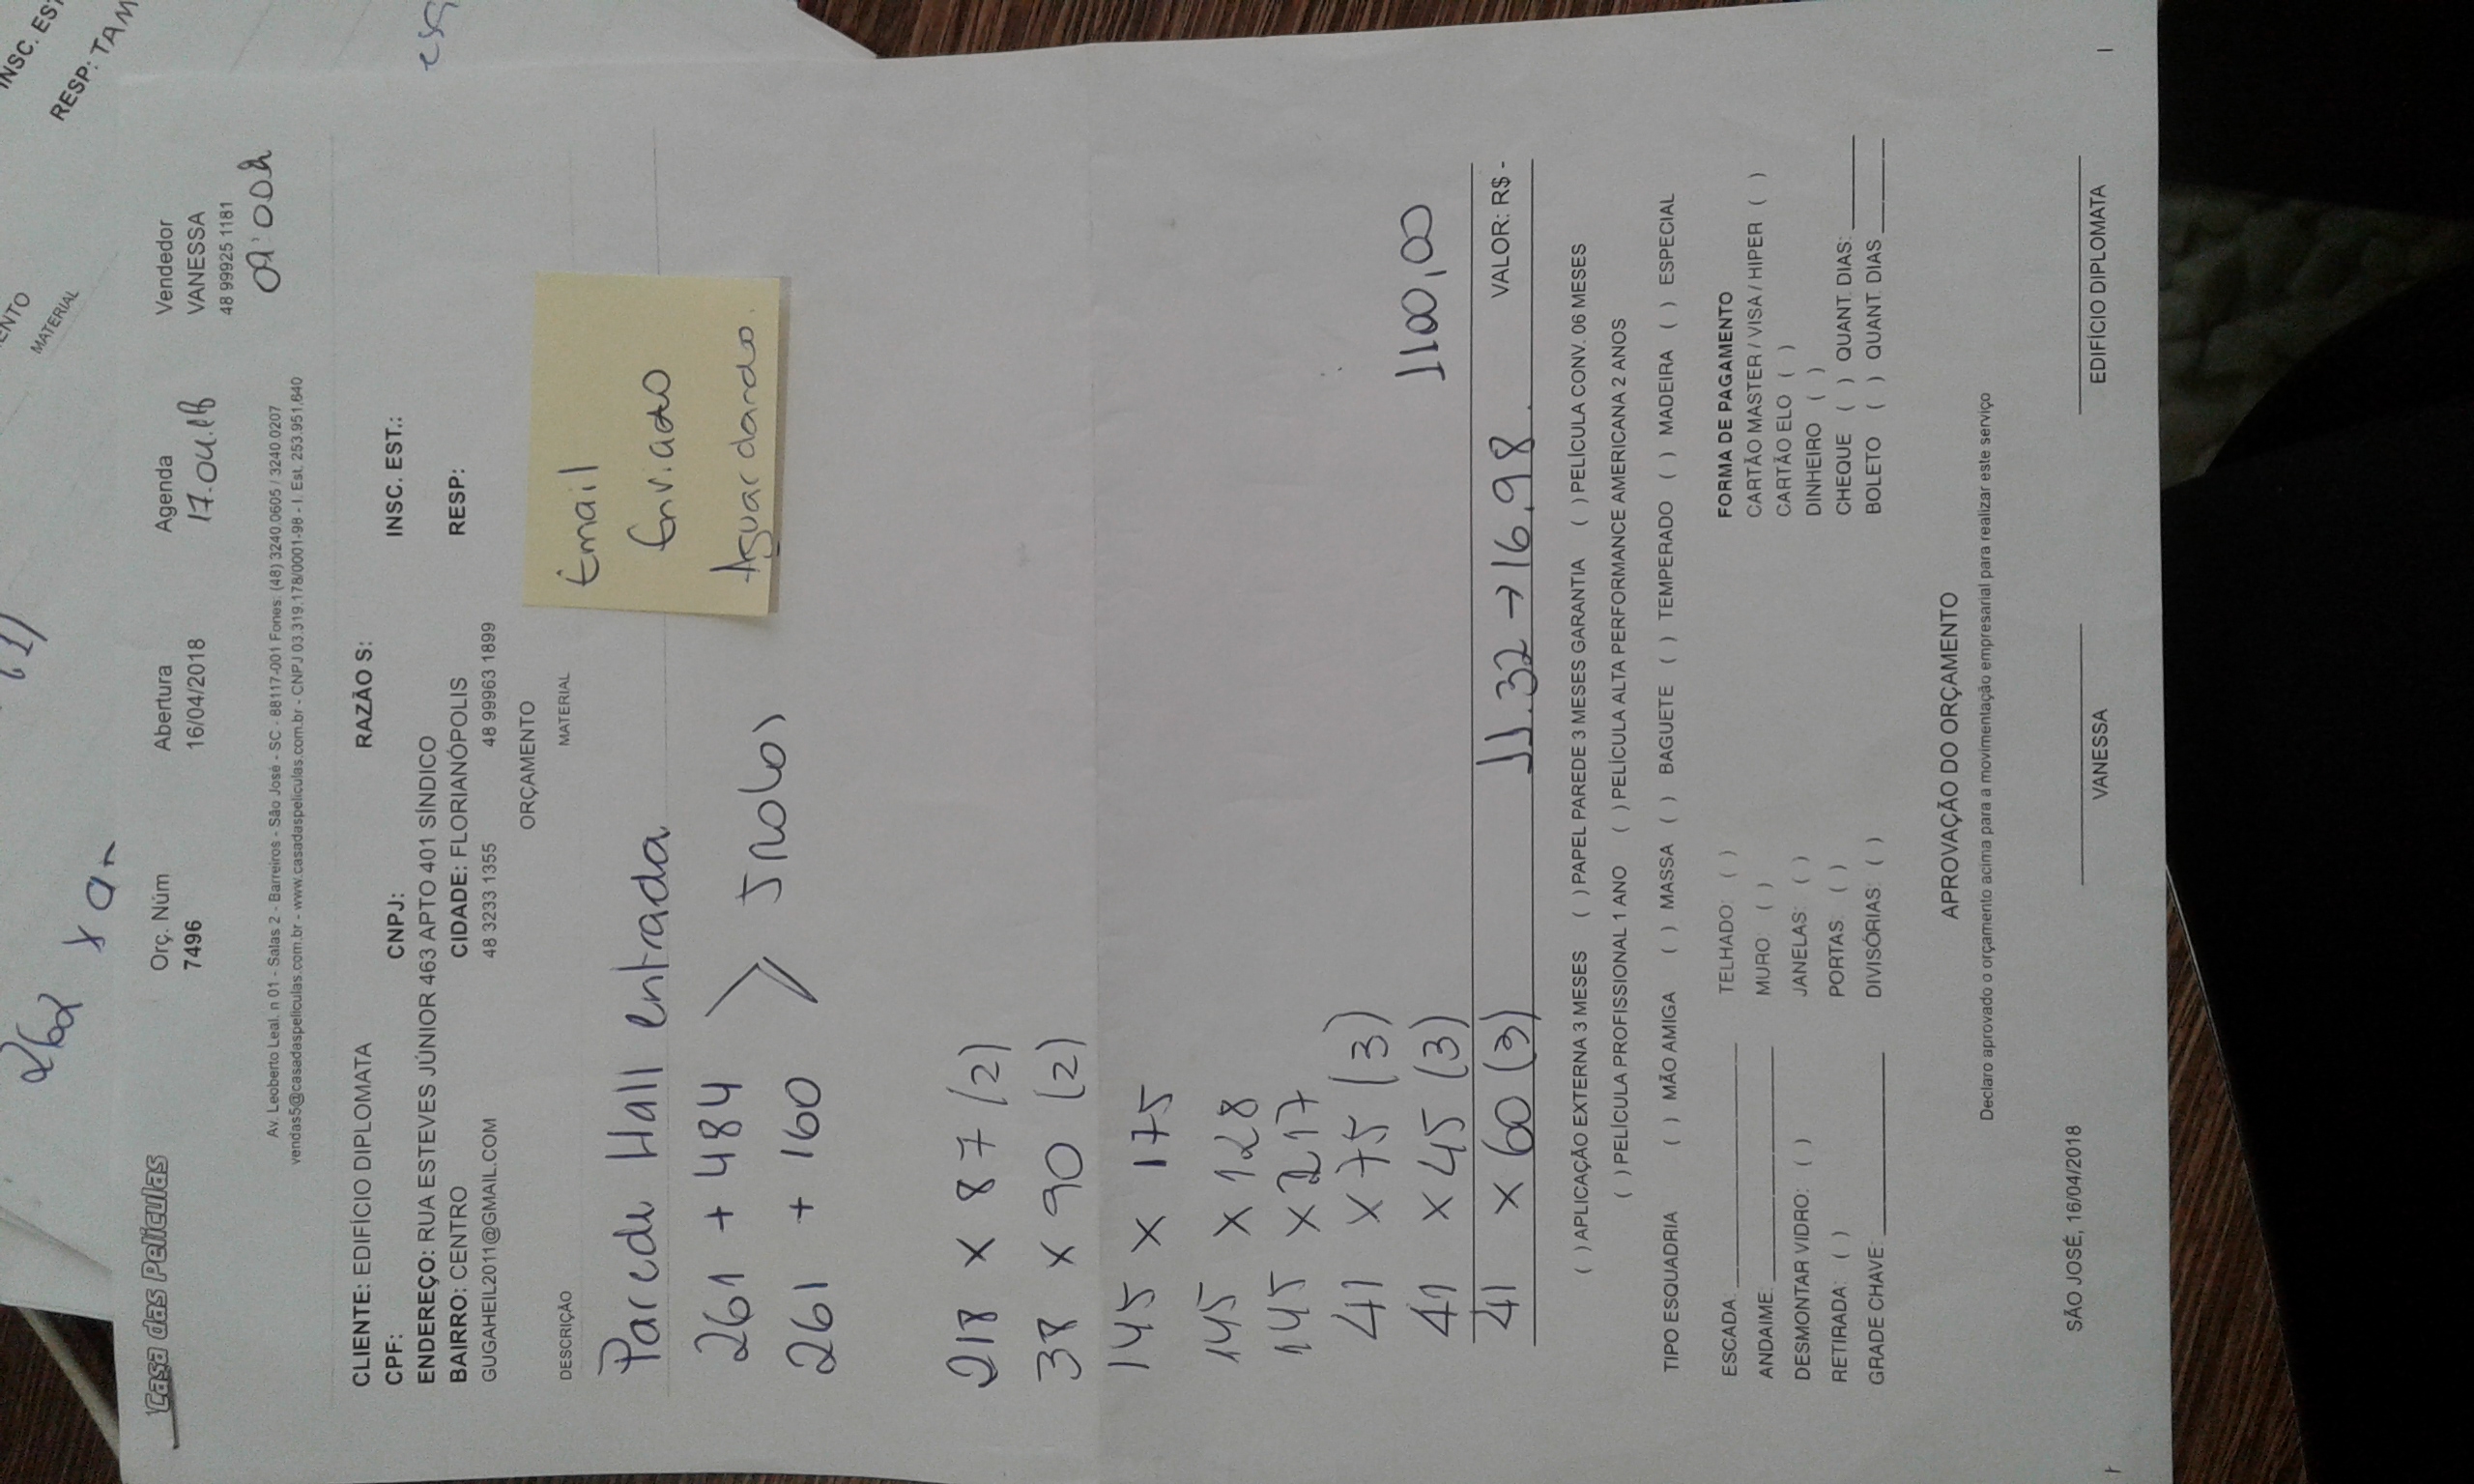 Casa das Películas
Orç. Núm Abertura Agenda Vendedor
7496 16/04/2018 17.04.18 VANESSA
48 99925 1181
09:00h
Av. Leoberto Leal, n 01 - Salas 2 - Barreiros - São José - SC - 88117-001 Fones: (48) 3240.0605 / 3240.0207
vendas5@casadaspeliculas.com.br - www.casadaspeliculas.com.br - CNPJ 03.319.178/0001-98 - I. Est. 253.951.640
CLIENTE: EDIFÍCIO DIPLOMATA RAZÃO S:
CPF: CNPJ: INSC. EST.:
ENDEREÇO: RUA ESTEVES JÚNIOR 463 APTO 401 SÍNDICO
BAIRRO: CENTRO CIDADE: FLORIANÓPOLIS RESP:
GUGAHEIL2011@GMAIL.COM 48 3233 1355 48 99963 1899
ORÇAMENTO
DESCRIÇÃO MATERIAL
Email
Enviado
Aguardando.
Parede Hall entrada
261 + 484
261 + 160 > 5 rolos
218 x 87 (2)
38 x 90 (2)
145 x 175
145 x 128
145 x 217
41 x 75 (3)
41 x 45 (3) 1100,00
41 x 60 (3) 11.32 → 16.98 VALOR: R$ -
( ) APLICAÇÃO EXTERNA 3 MESES ( ) PAPEL PAREDE 3 MESES GARANTIA ( ) PELÍCULA CONV. 06 MESES
( ) PELÍCULA PROFISSIONAL 1 ANO ( ) PELÍCULA ALTA PERFORMANCE AMERICANA 2 ANOS
TIPO ESQUADRIA ( ) MÃO AMIGA ( ) MASSA ( ) BAGUETE ( ) TEMPERADO ( ) MADEIRA ( ) ESPECIAL
ESCADA: TELHADO: ( ) FORMA DE PAGAMENTO
ANDAIME: MURO ( ) CARTÃO MASTER / VISA / HIPER ( )
DESMONTAR VIDRO: ( ) JANELAS: ( ) CARTÃO ELO ( )
RETIRADA: ( ) PORTAS: ( ) DINHEIRO ( )
GRADE CHAVE: DIVISÓRIAS: ( ) CHEQUE ( ) QUANT. DIAS:
BOLETO ( ) QUANT. DIAS
APROVAÇÃO DO ORÇAMENTO
Declaro aprovado o orçamento acima para a movimentação empresarial para realizar este serviço
SÃO JOSÉ, 16/04/2018 VANESSA EDIFÍCIO DIPLOMATA
INSC. EST
RESP: TAM
MATERIAL